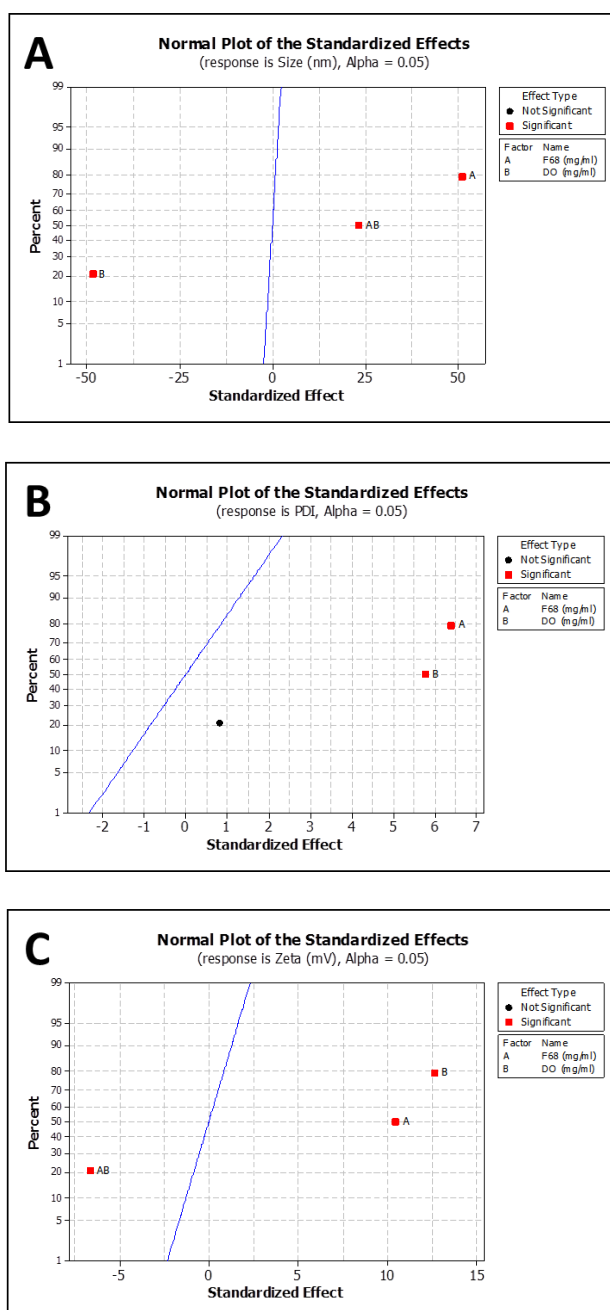 A
Normal Plot of the Standardized Effects
(response is Size (nm), Alpha = 0.05)
99
95
90
80
70
60
50
40
30
20
10
5
1
Percent
A
AB
B
-50
-25
0
25
50
Standardized Effect
Effect Type
Not Significant
Significant
Factor Name
A F68 (mg/ml)
B DO (mg/ml)
B
Normal Plot of the Standardized Effects
(response is PDI, Alpha = 0.05)
99
95
90
80
70
60
50
40
30
20
10
5
1
Percent
A
B
-2
-1
0
1
2
3
4
5
6
7
Standardized Effect
Effect Type
Not Significant
Significant
Factor Name
A F68 (mg/ml)
B DO (mg/ml)
C
Normal Plot of the Standardized Effects
(response is Zeta (mV), Alpha = 0.05)
99
95
90
80
70
60
50
40
30
20
10
5
1
Percent
B
A
AB
-5
0
5
10
15
Standardized Effect
Effect Type
Not Significant
Significant
Factor Name
A F68 (mg/ml)
B DO (mg/ml)